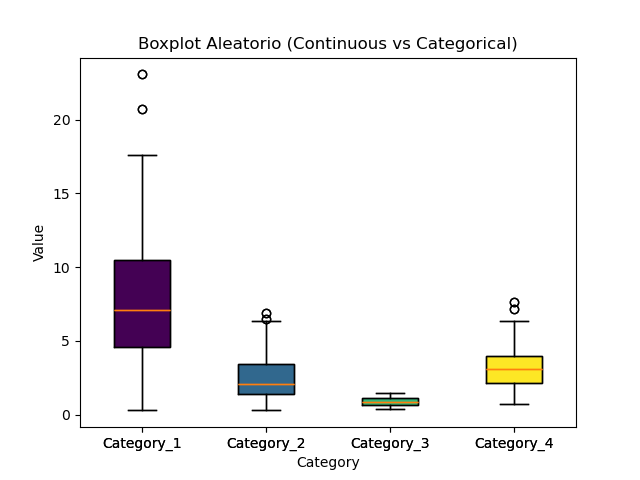 Boxplot Aleatorio (Continuous vs Categorical)
20
15
10
5
0
Value
Category_1 Category_2 Category_3 Category_4
Category